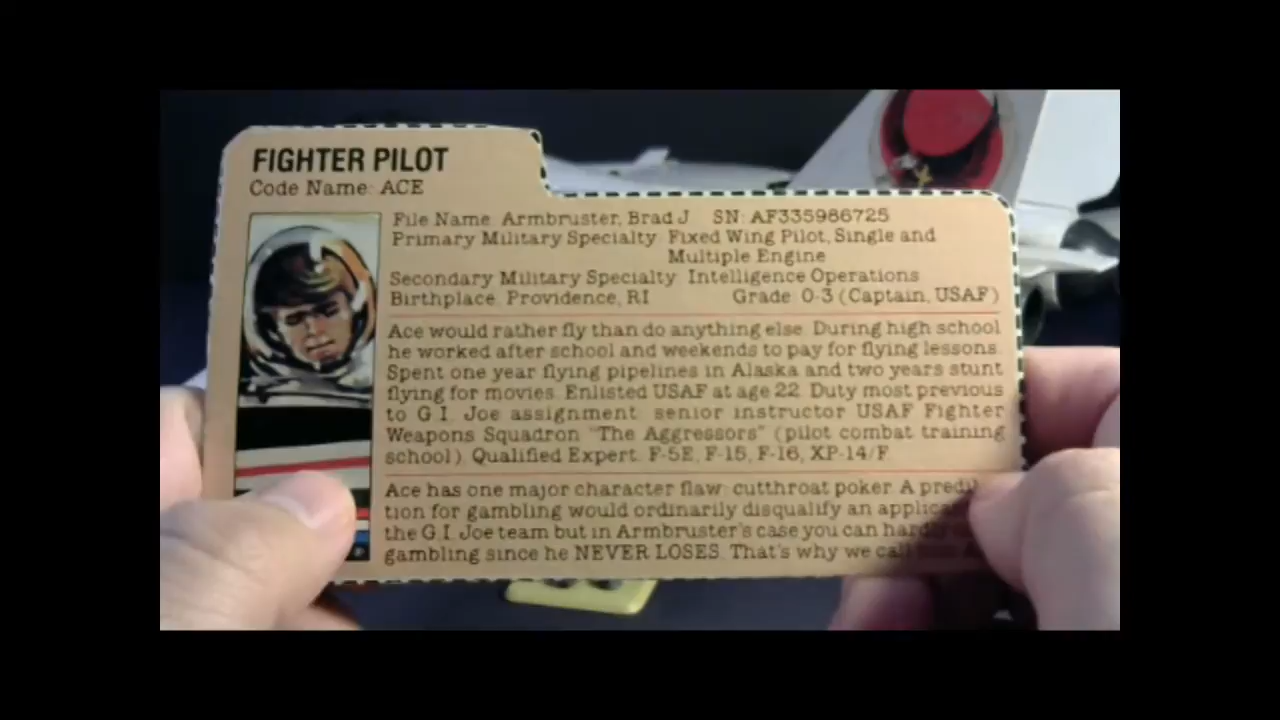 FIGHTER PILOT
Code Name: ACE
File Name: Armbruster, Brad J. SN: AF335986725
Primary Military Specialty: Fixed Wing Pilot, Single and
Multiple Engine
Secondary Military Specialty: Intelligence Operations
Birthplace: Providence, RI Grade: 0-3 (Captain, USAF)
Ace would rather fly than do anything else. During high school
he worked after school and weekends to pay for flying lessons.
Spent one year flying pipelines in Alaska and two years stunt
flying for movies. Enlisted USAF at age 22. Duty most previous
to G.I. Joe assignment: senior instructor USAF Fighter
Weapons Squadron "The Aggressors" (pilot combat training
school). Qualified Expert: F-5E, F-15, F-16, XP-14/F.
Ace has one major character flaw: cutthroat poker. A
tion for gambling would ordinarily disqualify an
the G.I. Joe team but in Armbruster's case you can
gambling since he NEVER LOSES. That's why we call